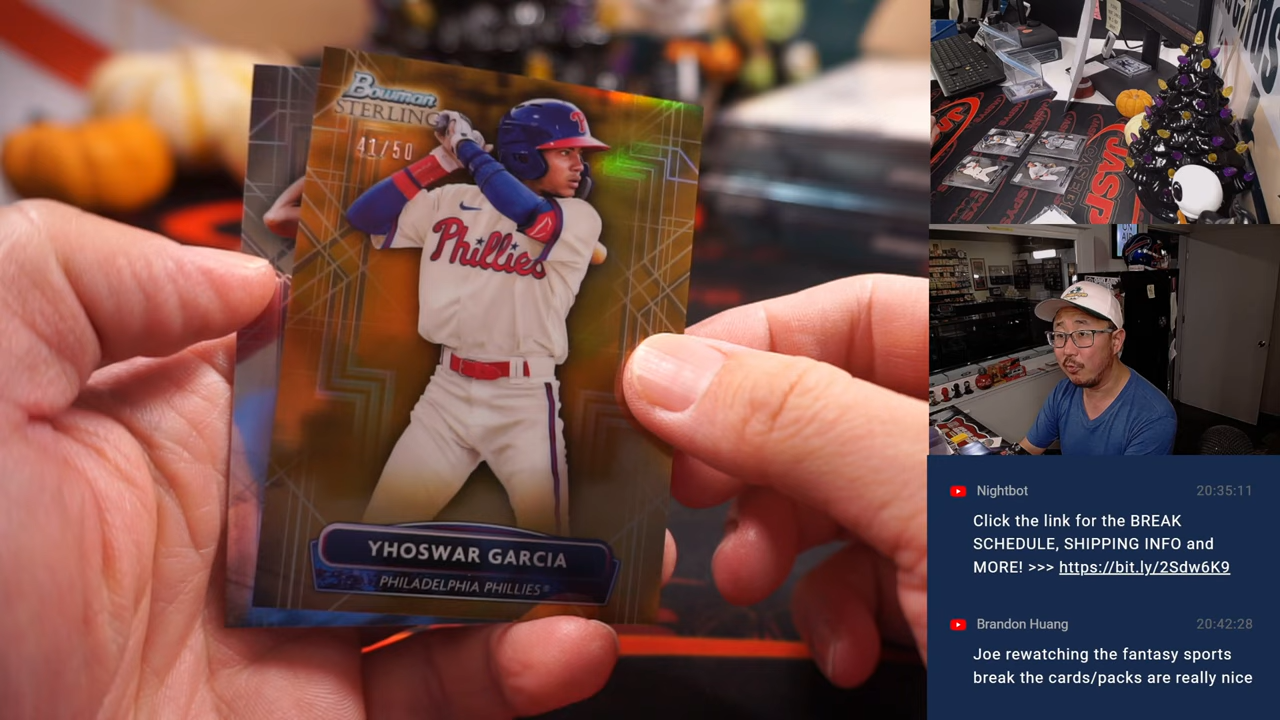 Bowman
STERLING
41/50
Phillies
YHOSWAR GARCIA
PHILADELPHIA PHILLIES
JASP
Nightbot 20:35:11
Click the link for the BREAK
SCHEDULE, SHIPPING INFO and
MORE! >>> https://bit.ly/2Sdw6K9
Brandon Huang 20:42:28
Joe rewatching the fantasy sports
break the cards/packs are really nice